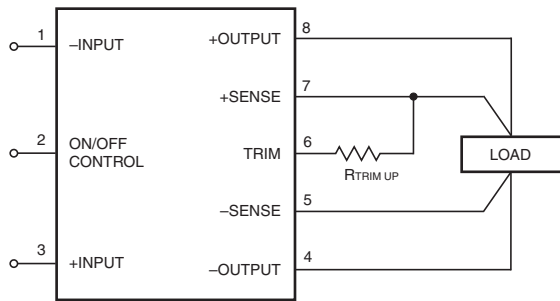 1
–INPUT
2
ON/OFF
CONTROL
3
+INPUT
+OUTPUT
8
+SENSE
7
TRIM
6
RTRIM UP
–SENSE
5
–OUTPUT
4
LOAD